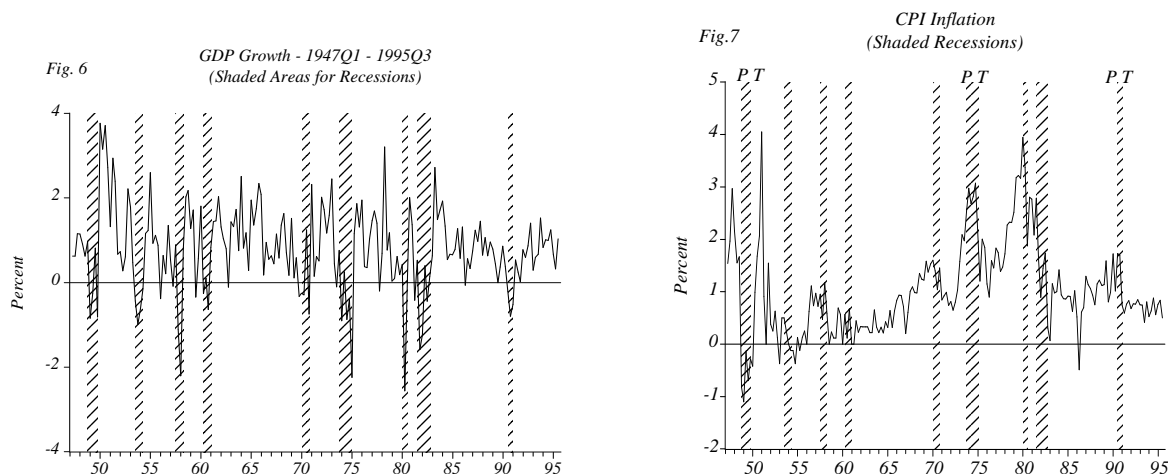 Fig. 6
GDP Growth - 1947Q1 - 1995Q3
(Shaded Areas for Recessions)
Percent
4
2
0
-2
-4
50 55 60 65 70 75 80 85 90 95
Fig.7
CPI Inflation
(Shaded Recessions)
P T P T P T
Percent
5
4
3
2
1
0
-1
-2
50 55 60 65 70 75 80 85 90 95